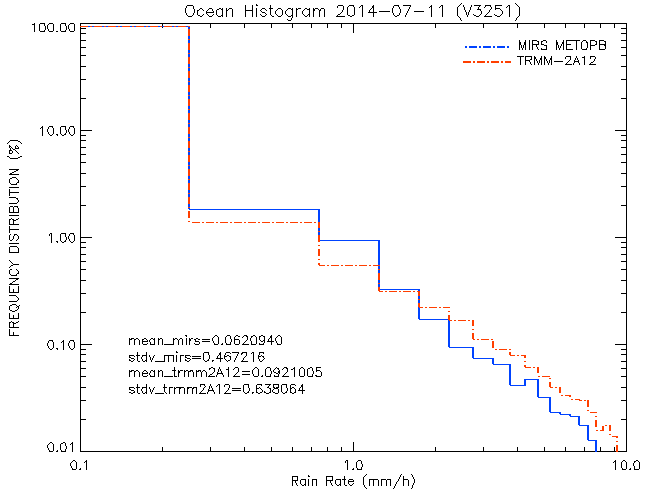 Ocean Histogram 2014-07-11 (V3251)
100.00
MIRS METOPB
TRMM-2A12
10.00
FREQUENCY DISTRIBUTION (%)
1.00
0.10
mean_mirs=0.0620940
stdv_mirs=0.467216
mean_trmm2A12=0.0921005
stdv_trmm2A12=0.638064
0.01
0.1 1.0 10.0
Rain Rate (mm/h)